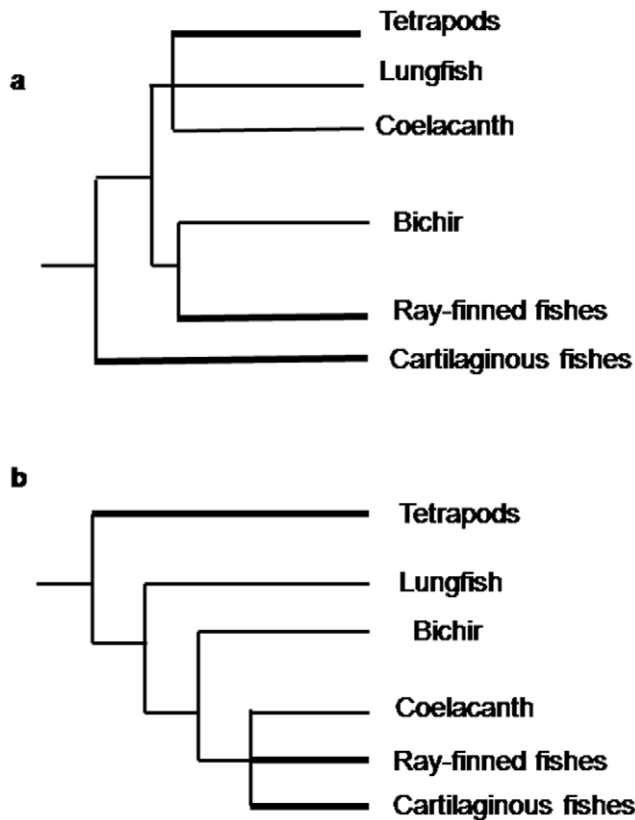 a
Tetrapods
Lungfish
Coelacanth
Bichir
Ray-finned fishes
Cartilaginous fishes
b
Tetrapods
Lungfish
Bichir
Coelacanth
Ray-finned fishes
Cartilaginous fishes